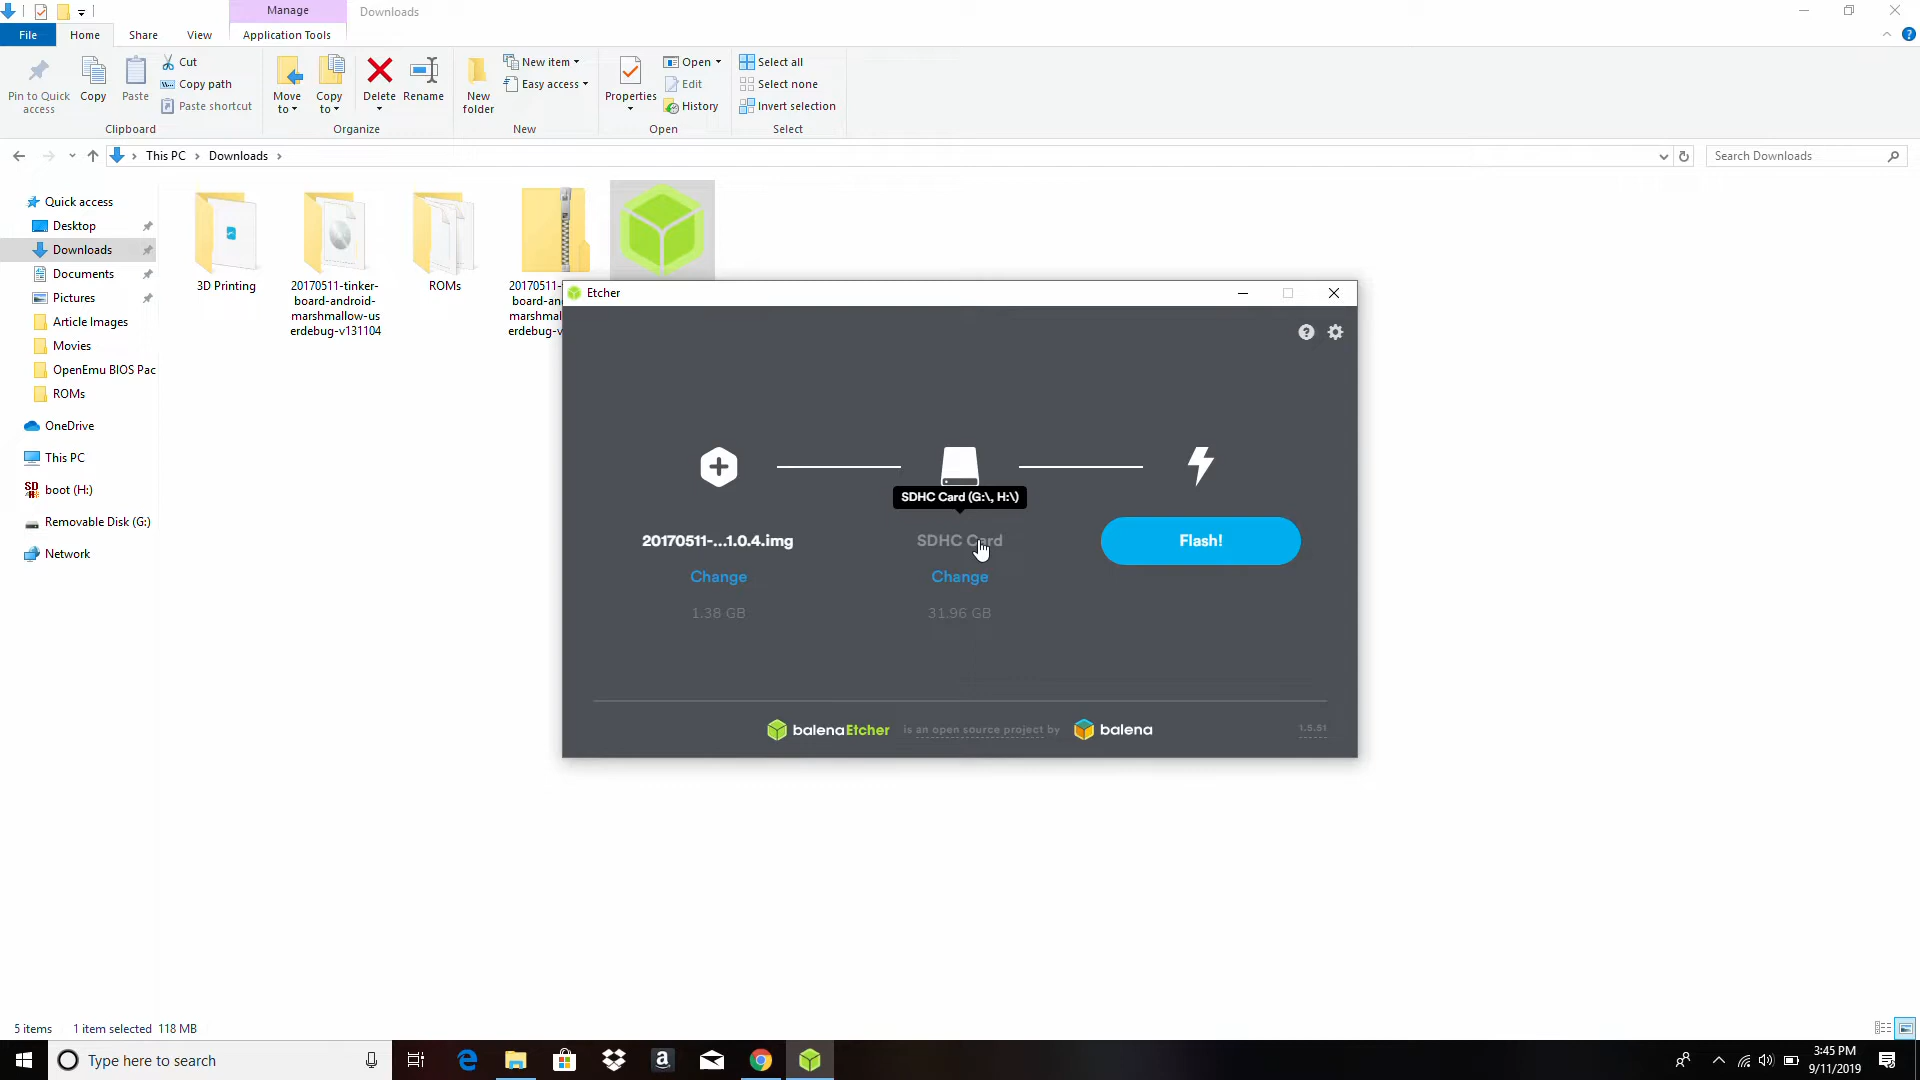 Manage
Downloads
File
Home
Share
View
Application Tools
Pin to Quick
access
Copy
Paste
Cut
Copy path
Paste shortcut
Clipboard
Move
to
Copy
to
Delete
Rename
Organize
New
folder
New item
Easy access
New
Properties
Open
Edit
History
Open
Select all
Select none
Invert selection
Select
This PC
Downloads
Search Downloads
Quick access
Desktop
Downloads
Documents
Pictures
Article Images
Movies
OpenEmu BIOS Pac
ROMs
OneDrive
This PC
boot (H:)
Removable Disk (G:)
Network
3D Printing
20170511-tinker-
board-android-
marshmallow-us
erdebug-v131104
ROMs
20170511-
board-an
marshmal
erdebug-v
Etcher
SDHC Card (G:\, H:\)
20170511-...1.0.4.img
SDHC Card
Flash!
Change
Change
1.38 GB
31.96 GB
balenaEtcher is an open source project by balena
1.5.51
5 items
1 item selected 118 MB
Type here to search
3:45 PM
9/11/2019